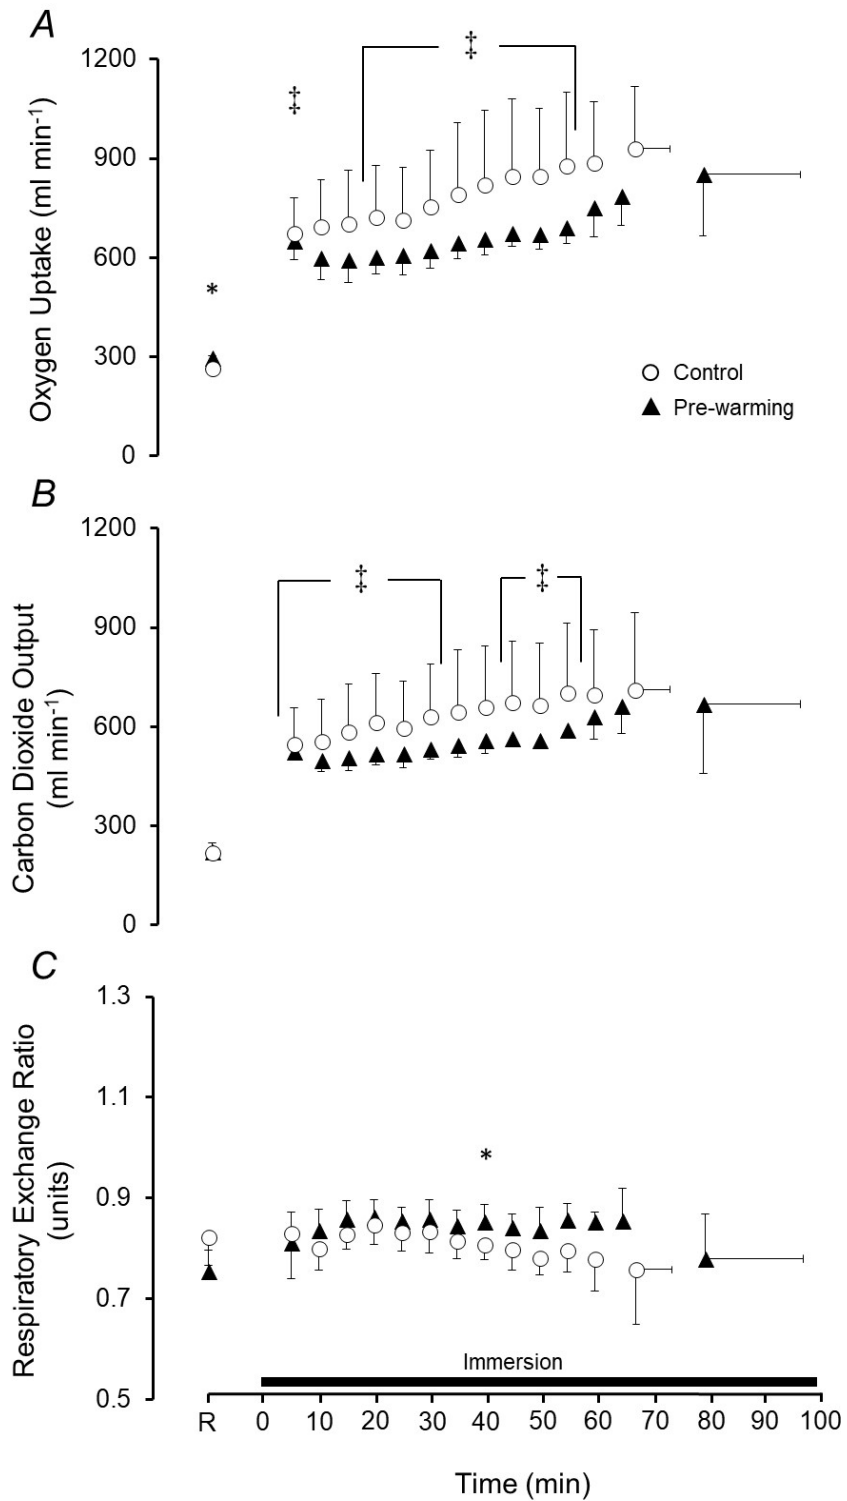 A
Oxygen Uptake (ml min-1)
1200
900
600
300
0
‡
‡
*
Control
Pre-warming
B
Carbon Dioxide Output
(ml min-1)
1200
900
600
300
0
‡
‡
C
Respiratory Exchange Ratio
(units)
1.3
1.1
0.9
0.7
0.5
*
Immersion
R 0 10 20 30 40 50 60 70 80 90 100
Time (min)